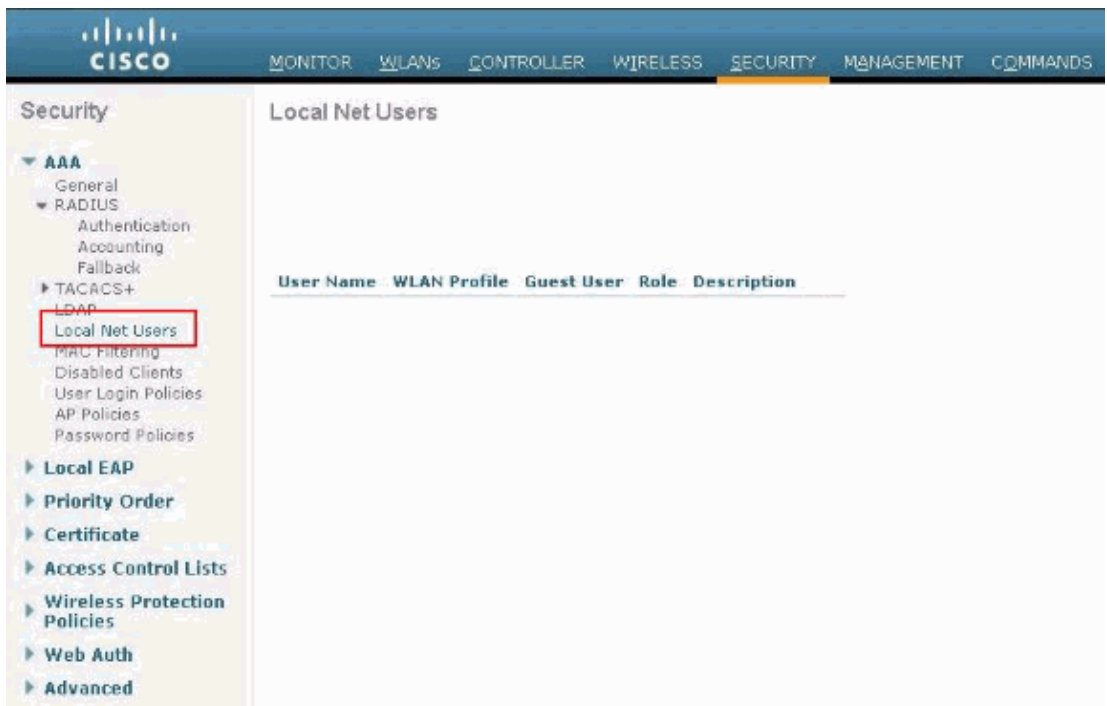 CISCO
MONITOR WLANs CONTROLLER WIRELESS SECURITY MANAGEMENT COMMANDS
Security
AAA
General
RADIUS
Authentication
Accounting
Fallback
TACACS+
LDAP
Local Net Users
MAC Filtering
Disabled Clients
User Login Policies
AP Policies
Password Policies
Local EAP
Priority Order
Certificate
Access Control Lists
Wireless Protection
Policies
Web Auth
Advanced
Local Net Users
User Name WLAN Profile Guest User Role Description